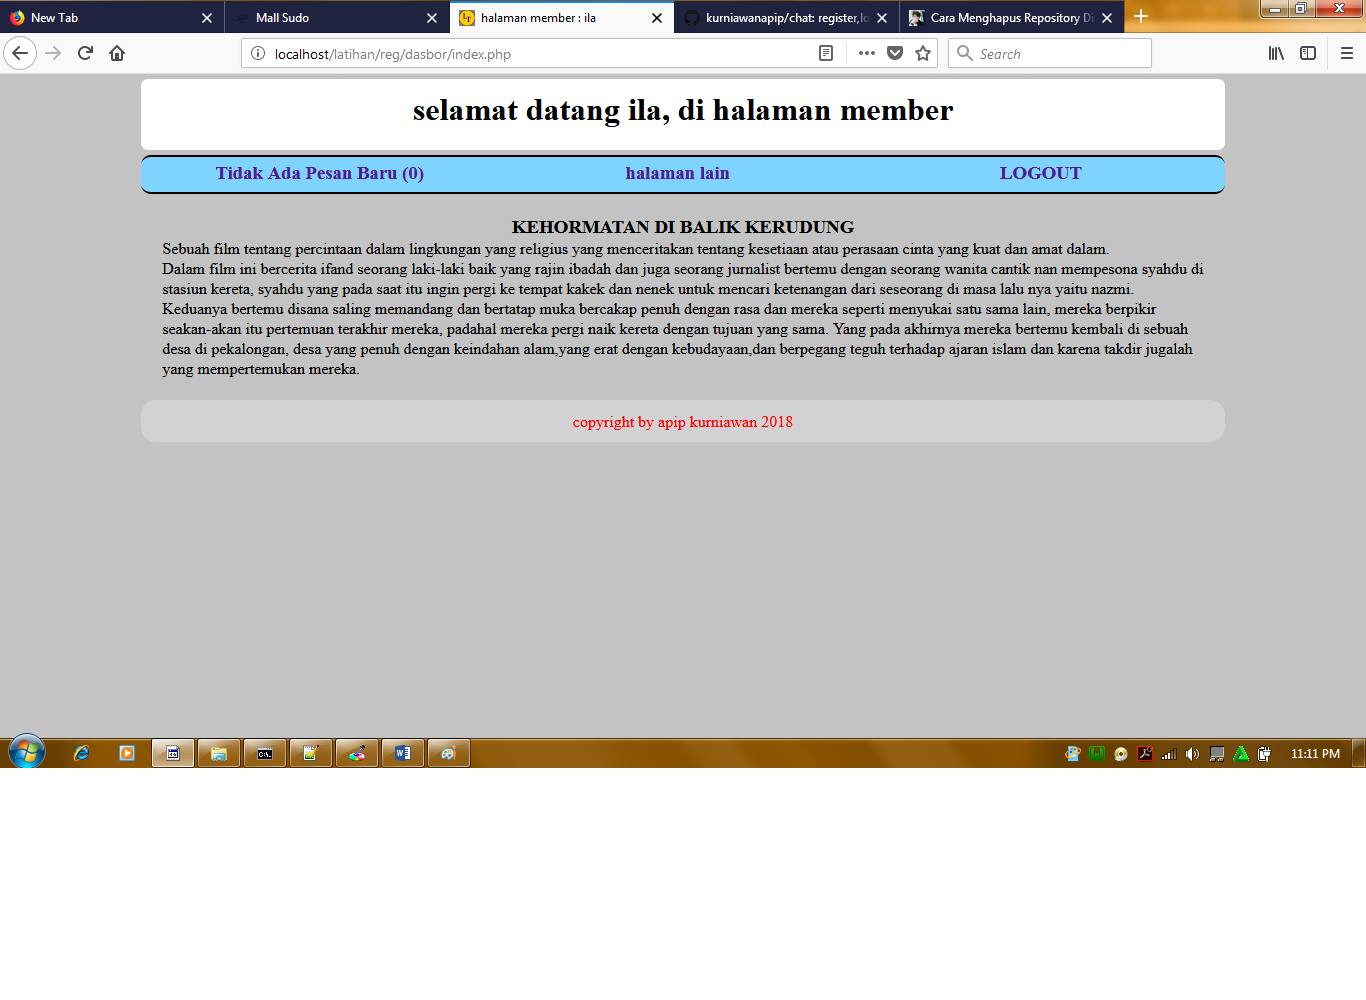 New Tab
Mall Sudo
halaman member : ila
kurniawanapip/chat: register,lo
Cara Menghapus Repository Di
localhost/latihan/reg/dasbor/index.php
Search
selamat datang ila, di halaman member
Tidak Ada Pesan Baru (0)
halaman lain
LOGOUT
KEHORMATAN DI BALIK KERUDUNG
Sebuah film tentang percintaan dalam lingkungan yang religius yang menceritakan tentang kesetiaan atau perasaan cinta yang kuat dan amat dalam.
Dalam film ini bercerita ifand seorang laki-laki baik yang rajin ibadah dan juga seorang jurnalist bertemu dengan seorang wanita cantik nan mempesona syahdu di
stasiun kereta, syahdu yang pada saat itu ingin pergi ke tempat kakek dan nenek untuk mencari ketenangan dari seseorang di masa lalu nya yaitu nazmi.
Keduanya bertemu disana saling memandang dan bertatap muka bercakap penuh dengan rasa dan mereka seperti menyukai satu sama lain, mereka berpikir
seakan-akan itu pertemuan terakhir mereka, padahal mereka pergi naik kereta dengan tujuan yang sama. Yang pada akhirnya mereka bertemu kembali di sebuah
desa di pekalongan, desa yang penuh dengan keindahan alam,yang erat dengan kebudayaan,dan berpegang teguh terhadap ajaran islam dan karena takdir jugalah
yang mempertemukan mereka.
copyright by apip kurniawan 2018
11:11 PM